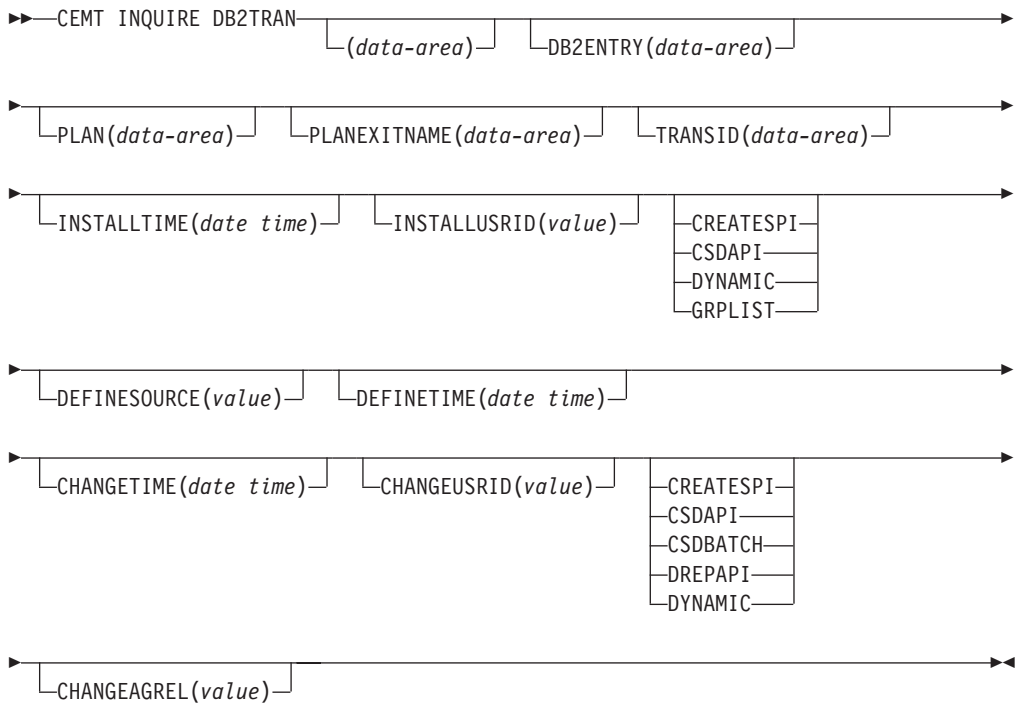 CEMT INQUIRE DB2TRAN
(data-area) DB2ENTRY(data-area)
PLAN(data-area) PLANEXITNAME(data-area) TRANSID(data-area)
INSTALLTIME(date time) INSTALLUSRID(value) CREATESPI
CSDAPI
DYNAMIC
GRPLIST
DEFINESOURCE(value) DEFINETIME(date time)
CHANGETIME(date time) CHANGEUSRID(value) CREATESPI
CSDAPI
CSDBATCH
DREPAPI
DYNAMIC
CHANGEAGREL(value)